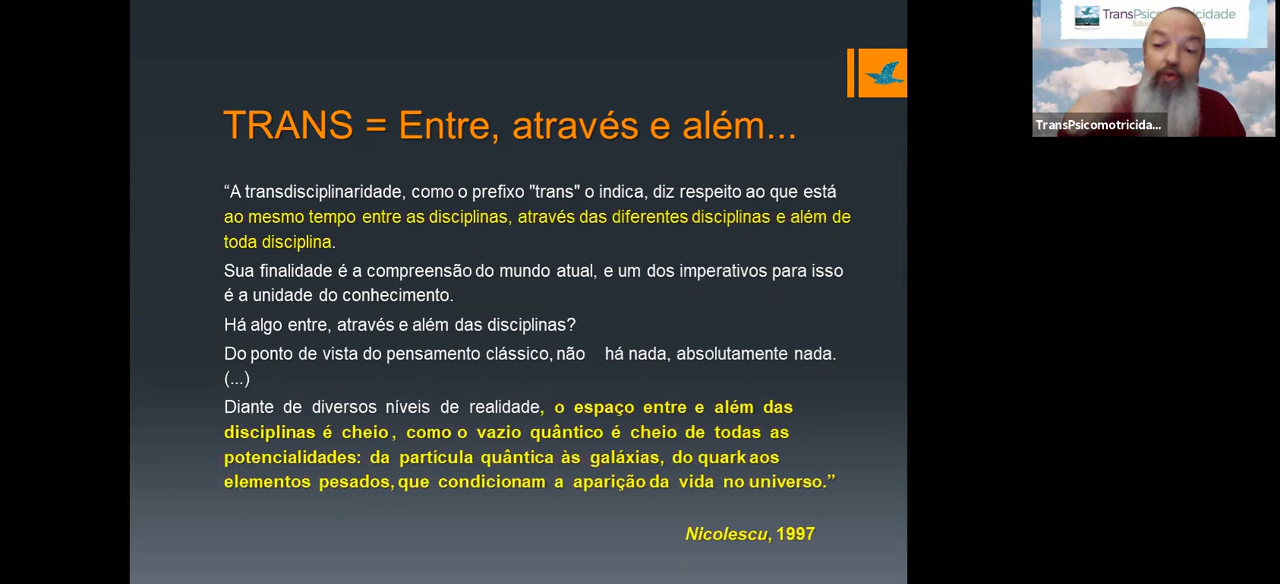 TRANS = Entre, através e além...
“A transdisciplinaridade, como o prefixo "trans" o indica, diz respeito ao que está
ao mesmo tempo entre as disciplinas, através das diferentes disciplinas e além de
toda disciplina.
Sua finalidade é a compreensão do mundo atual, e um dos imperativos para isso
é a unidade do conhecimento.
Há algo entre, através e além das disciplinas?
Do ponto de vista do pensamento clássico, não há nada, absolutamente nada.
(...)
Diante de diversos níveis de realidade, o espaço entre e além das
disciplinas é cheio, como o vazio quântico é cheio de todas as
potencialidades: da partícula quântica às galáxias, do quark aos
elementos pesados, que condicionam a aparição da vida no universo.”
Nicolescu, 1997
TransPsicomotricida...